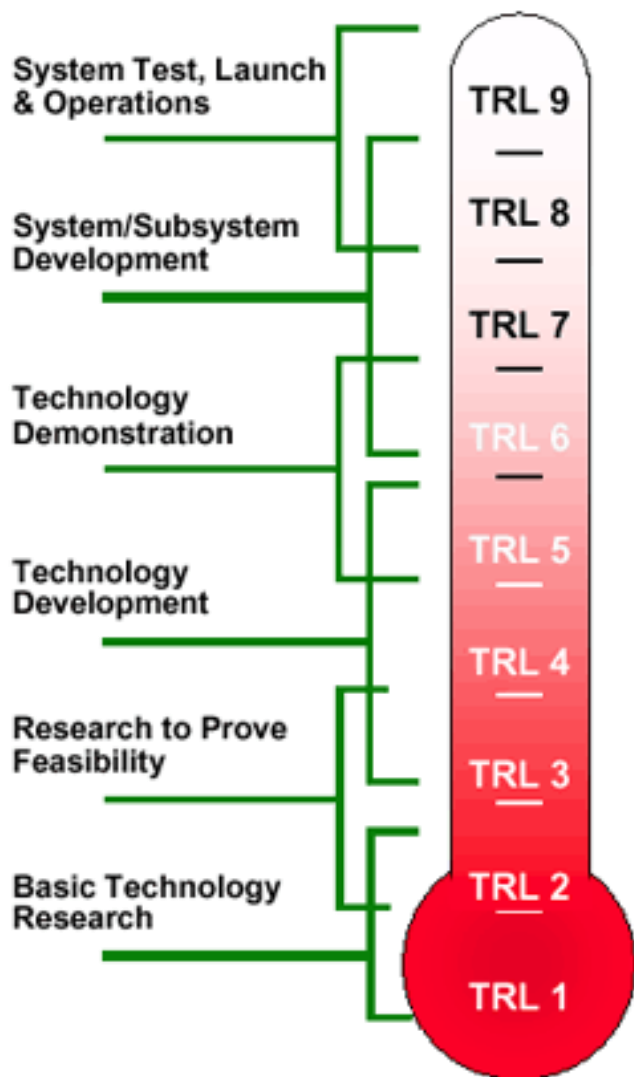 System Test, Launch
& Operations
System/Subsystem
Development
Technology
Demonstration
Technology
Development
Research to Prove
Feasibility
Basic Technology
Research
TRL 9
TRL 8
TRL 7
TRL 6
TRL 5
TRL 4
TRL 3
TRL 2
TRL 1